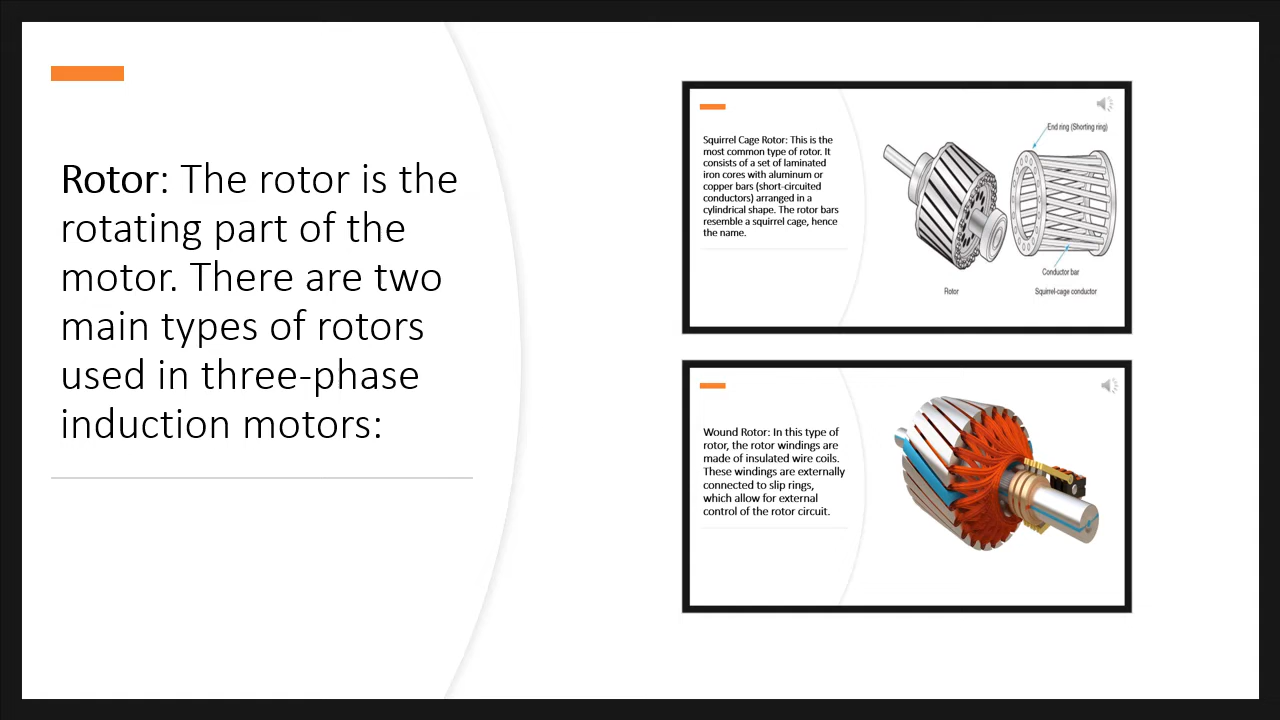 Rotor: The rotor is the
rotating part of the
motor. There are two
main types of rotors
used in three-phase
induction motors:
Squirrel Cage Rotor: This is the
most common type of rotor. It
consists of a set of laminated
iron cores with aluminum or
copper bars (short-circuited
conductors) arranged in a
cylindrical shape. The rotor bars
resemble a squirrel cage, hence
the name.
End ring (Shorting ring)
Conductor bar
Rotor
Squirrel-cage conductor
Wound Rotor: In this type of
rotor, the rotor windings are
made of insulated wire coils.
These windings are externally
connected to slip rings,
which allow for external
control of the rotor circuit.